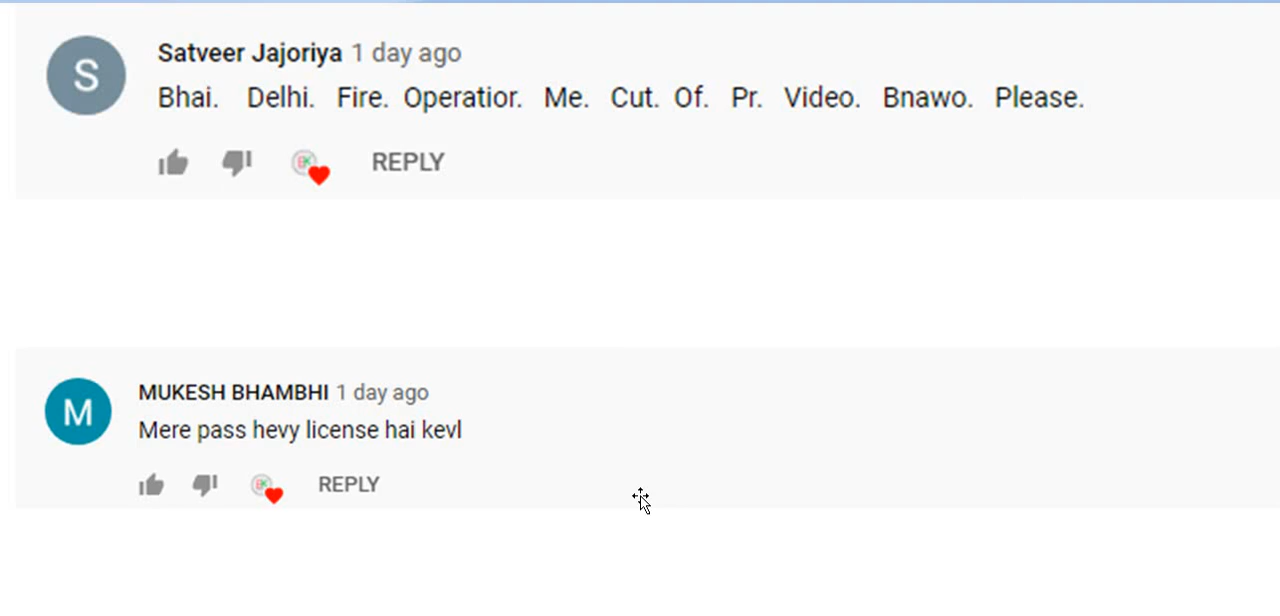 S
Satveer Jajoriya 1 day ago
Bhai. Delhi. Fire. Operatior. Me. Cut. Of. Pr. Video. Bnawo. Please.
REPLY
M
MUKESH BHAMBHI 1 day ago
Mere pass hevy license hai kevl
REPLY